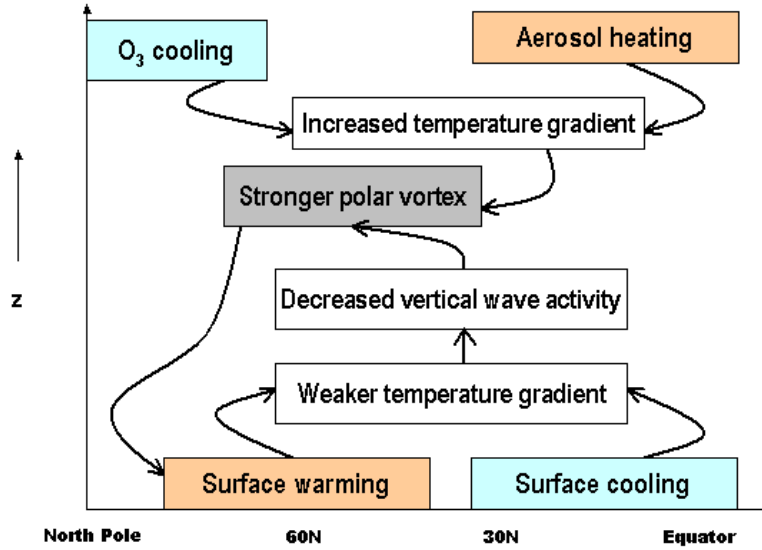 O₃ cooling
Aerosol heating
Increased temperature gradient
Stronger polar vortex
z
Decreased vertical wave activity
Weaker temperature gradient
Surface warming
Surface cooling
North Pole 60N 30N Equator